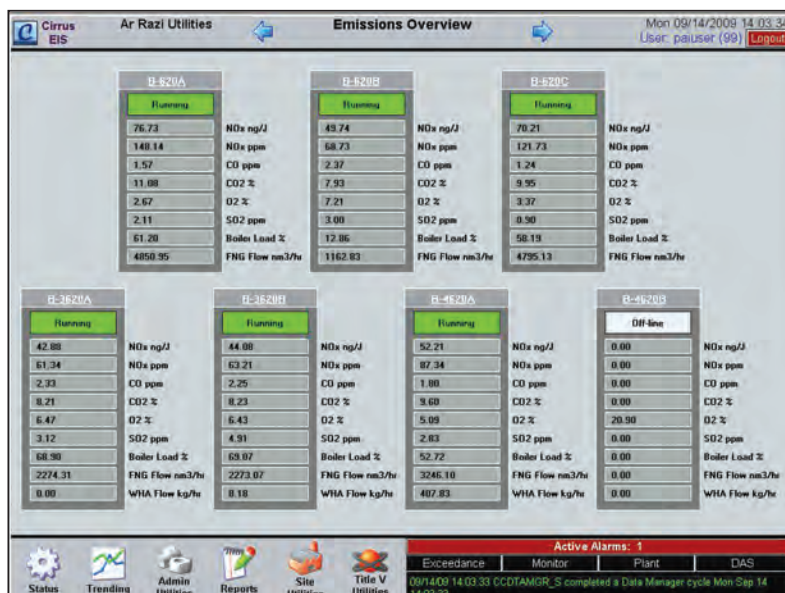 Cirrus EIS
Ar Razi Utilities
Emissions Overview
Mon 09/14/2009 14:03:34
User: paiuser (99) Logout
B-620A
Running
76.73 NOx ng/J
140.14 NOx ppm
1.57 CO ppm
11.08 CO2 %
2.67 O2 %
2.11 SO2 ppm
61.20 Boiler Load %
4850.95 FNG Flow nm3/hr
B-620B
Running
49.74 NOx ng/J
68.73 NOx ppm
2.37 CO ppm
7.93 CO2 %
7.21 O2 %
3.00 SO2 ppm
12.06 Boiler Load %
1162.83 FNG Flow nm3/hr
B-620C
Running
70.21 NOx ng/J
121.73 NOx ppm
1.24 CO ppm
9.95 CO2 %
3.37 O2 %
0.90 SO2 ppm
58.19 Boiler Load %
4795.13 FNG Flow nm3/hr
B-3620A
Running
42.88 NOx ng/J
61.34 NOx ppm
2.33 CO ppm
8.21 CO2 %
6.47 O2 %
3.12 SO2 ppm
68.90 Boiler Load %
2274.31 FNG Flow nm3/hr
0.00 WHA Flow kg/hr
B-3620B
Running
44.08 NOx ng/J
63.21 NOx ppm
2.25 CO ppm
8.23 CO2 %
6.43 O2 %
4.91 SO2 ppm
69.07 Boiler Load %
2273.07 FNG Flow nm3/hr
0.18 WHA Flow kg/hr
B-4620A
Running
52.21 NOx ng/J
87.34 NOx ppm
1.80 CO ppm
9.60 CO2 %
5.09 O2 %
2.83 SO2 ppm
52.72 Boiler Load %
3246.10 FNG Flow nm3/hr
407.83 WHA Flow kg/hr
B-4620B
Off-line
0.00 NOx ng/J
0.00 NOx ppm
0.00 CO ppm
0.00 CO2 %
20.90 O2 %
0.00 SO2 ppm
0.00 Boiler Load %
0.00 FNG Flow nm3/hr
0.00 WHA Flow kg/hr
Status
Trending
Admin Utilities
Reports
Site Utilities
Title V Utilities
Active Alarms: 1
Exceedance Monitor Plant DAS
09/14/09 14:03:33 CCDTAMGR_S completed a Data Manager cycle Mon Sep 14
14:03:33